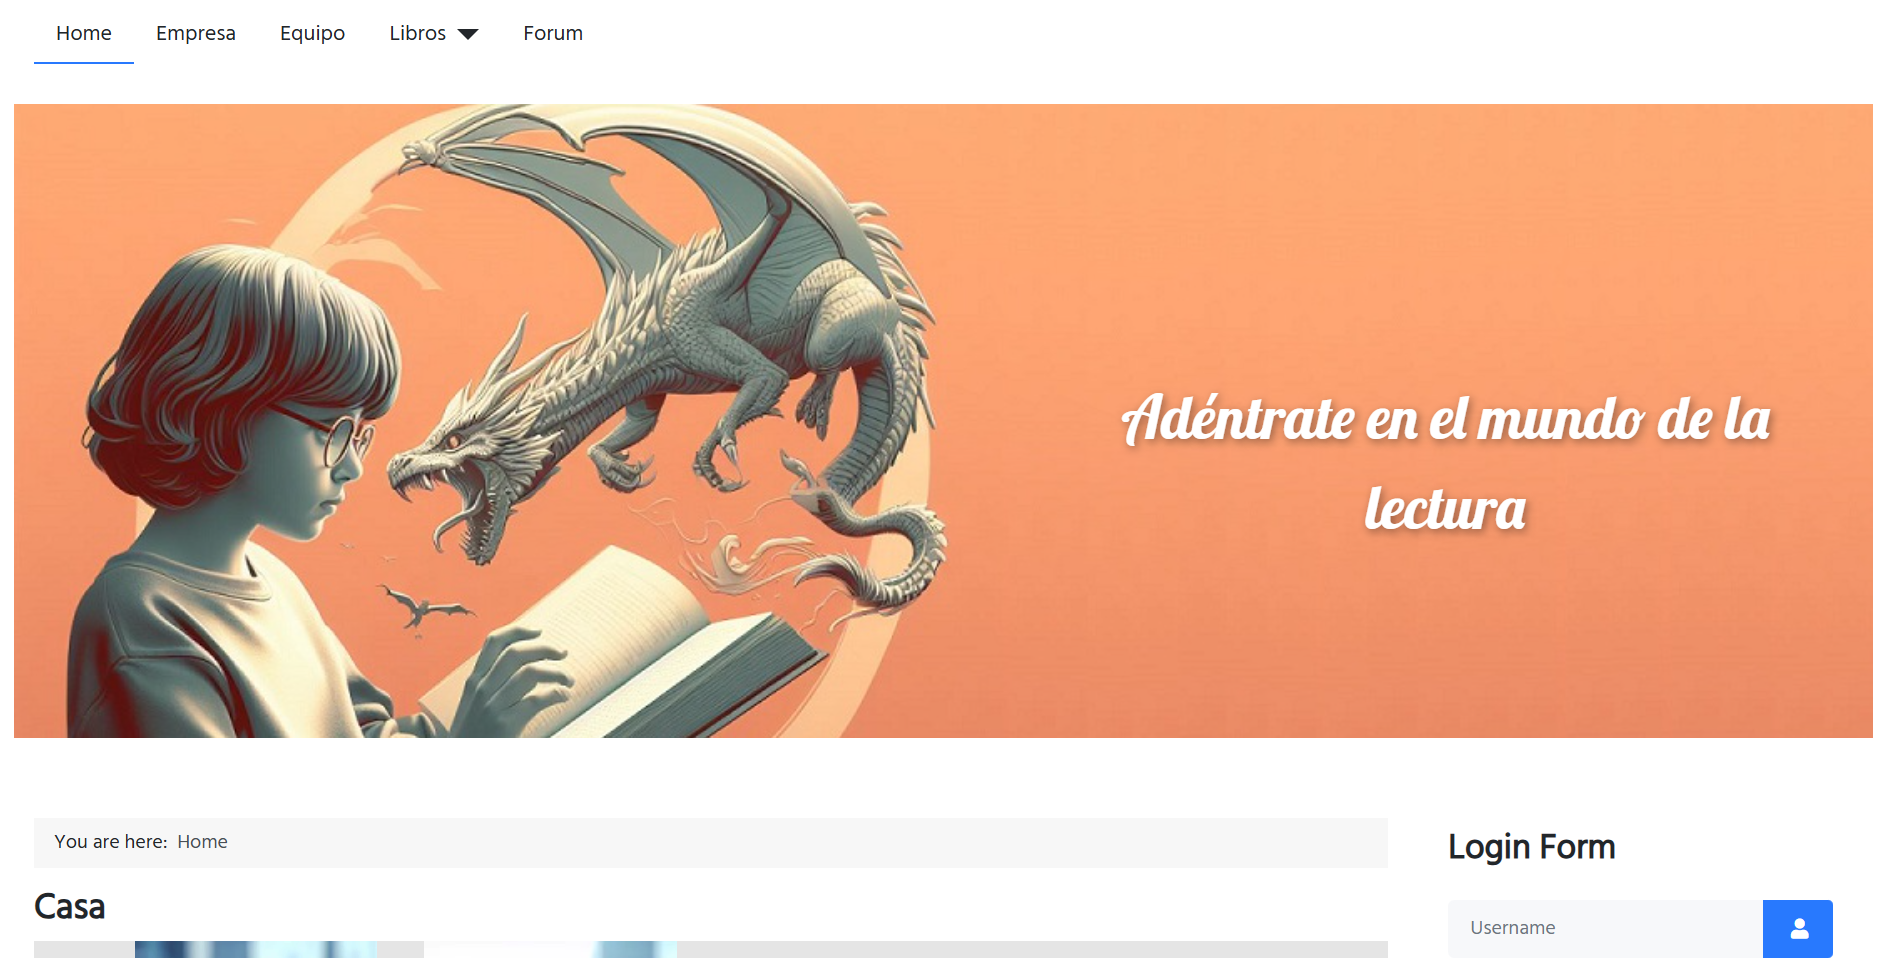 Home Empresa Equipo Libros Forum
Adéntrate en el mundo de la
lectura
You are here: Home
Login Form
Casa
Username